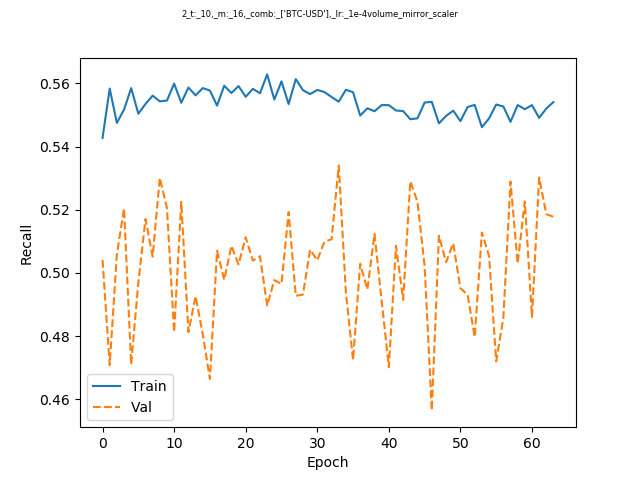 2_t:_10,_m:_16,_comb:_['BTC-USD'],_lr:_1e-4volume_mirror_scaler
0.56
0.54
0.52
0.50
0.48
0.46
Recall
Train
Val
0 10 20 30 40 50 60
Epoch